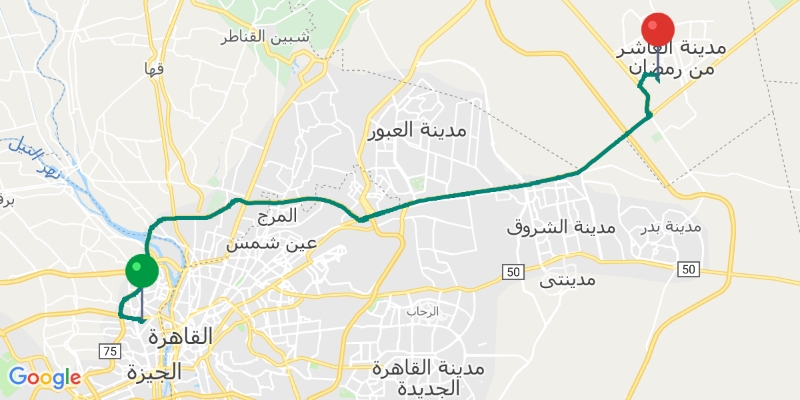 شبين القناطر
قها
نهر النيل
مدينة العاشر
من رمضان
مدينة العبور
المرج
عين شمس
مدينة الشروق
مدينة بدر
50
50
مدينتى
الرحاب
القاهرة
75
الجيزة
مدينة القاهرة
الجديدة
Google